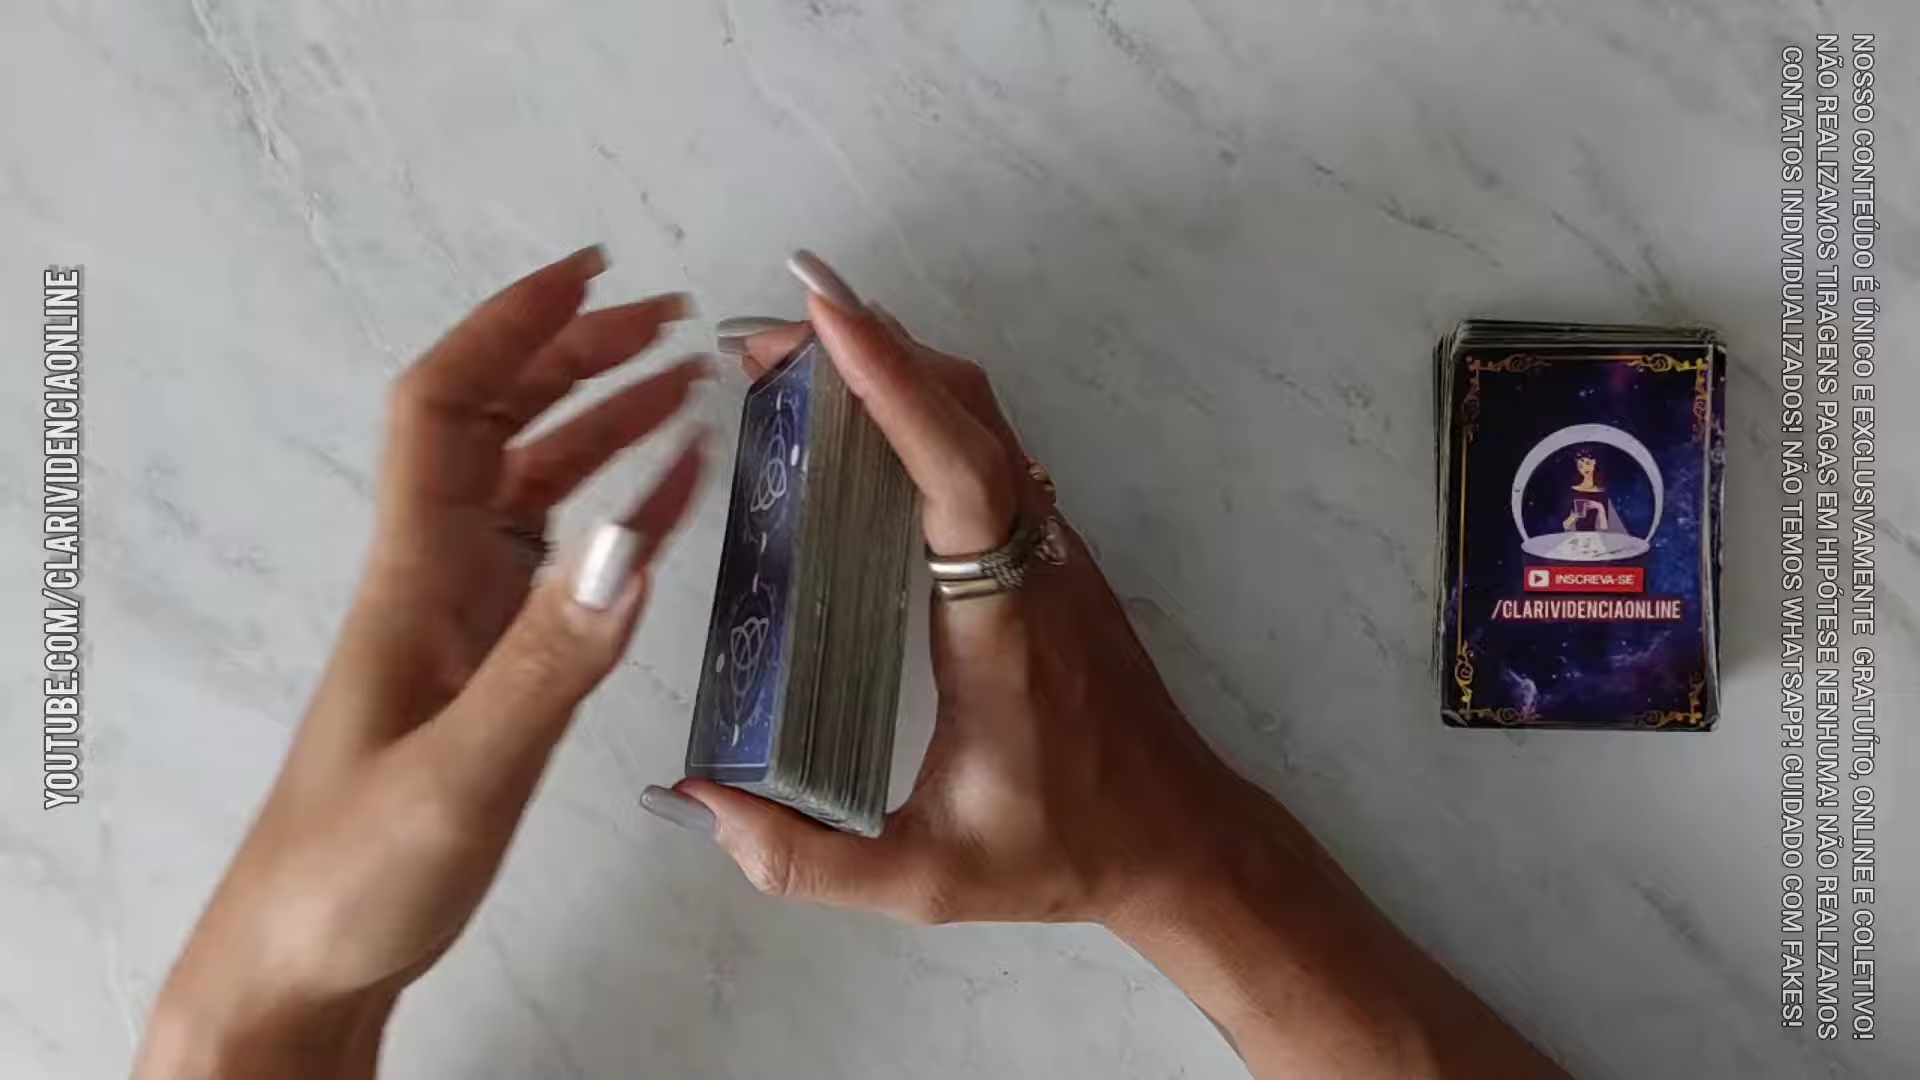 YOUTUBE.COM/CLARIVIDENCIAONLINE
INSCREVA-SE
/CLARIVIDENCIAONLINE
NOSSO CONTEÚDO É ÚNICO E EXCLUSIVAMENTE GRATUÍTO, ONLINE E COLETIVO!
NÃO REALIZAMOS TIRAGENS PAGAS EM HIPÓTESE NENHUMA! NÃO REALIZAMOS
CONTATOS INDIVIDUALIZADOS! NÃO TEMOS WHATSAPP! CUIDADO COM FAKES!